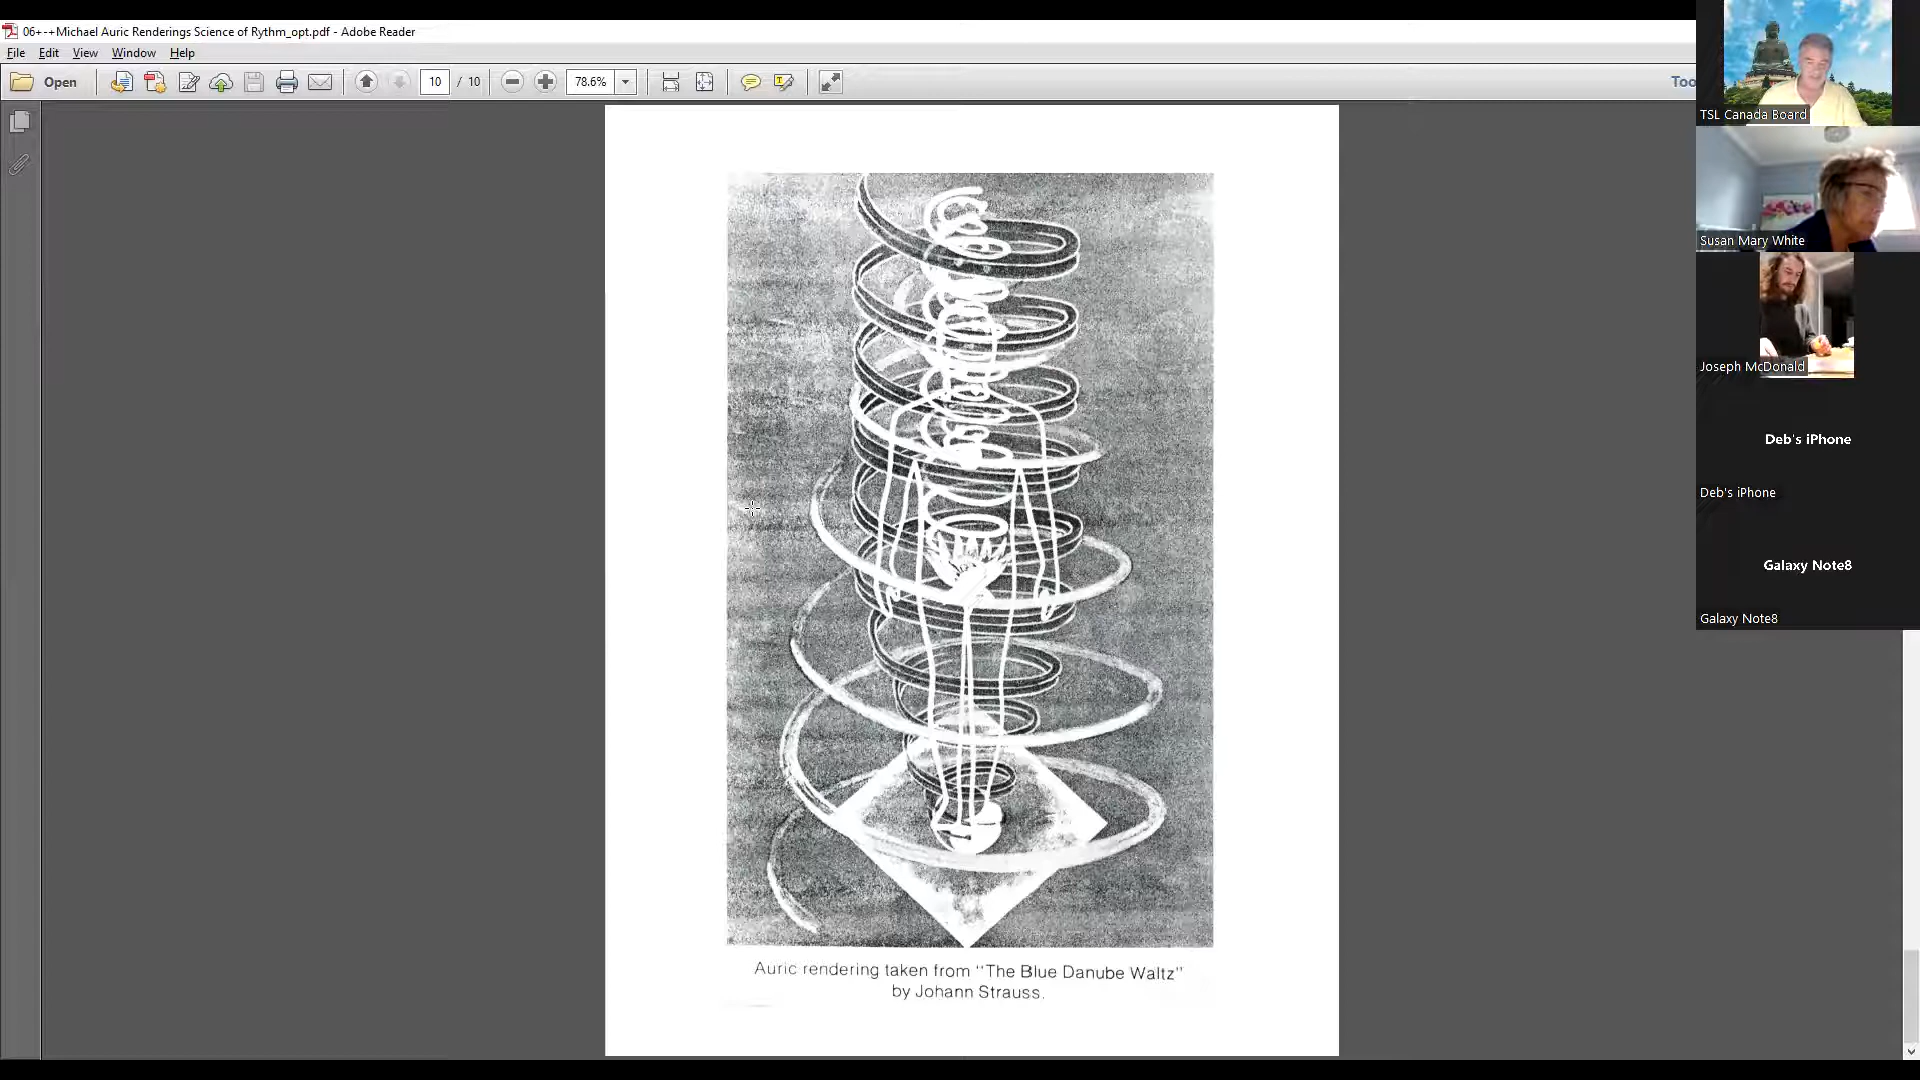 06+-+Michael Auric Renderings Science of Rythm_opt.pdf - Adobe Reader
File Edit View Window Help
Open 10 / 10 78.6% Too
TSL Canada Board
Susan Mary White
Joseph McDonald
Deb's iPhone
Deb's iPhone
Galaxy Note8
Galaxy Note8
Auric rendering taken from "The Blue Danube Waltz"
by Johann Strauss.